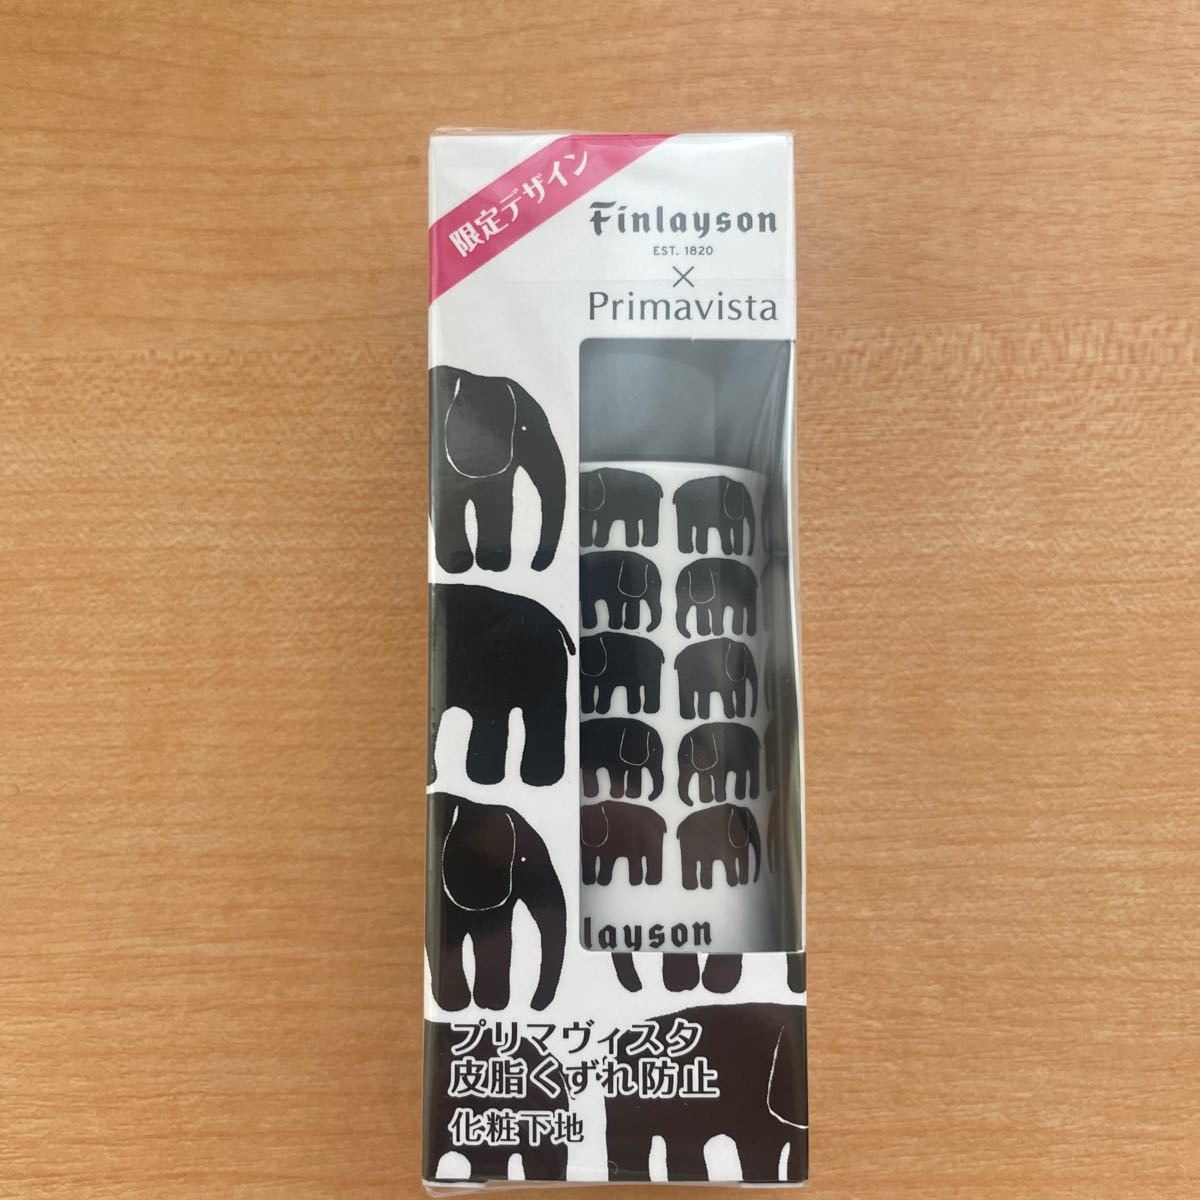 限定デザイン
Finlayson
EST. 1820
×
Primavista
layson
プリマヴィスタ
皮脂くずれ防止
化粧下地